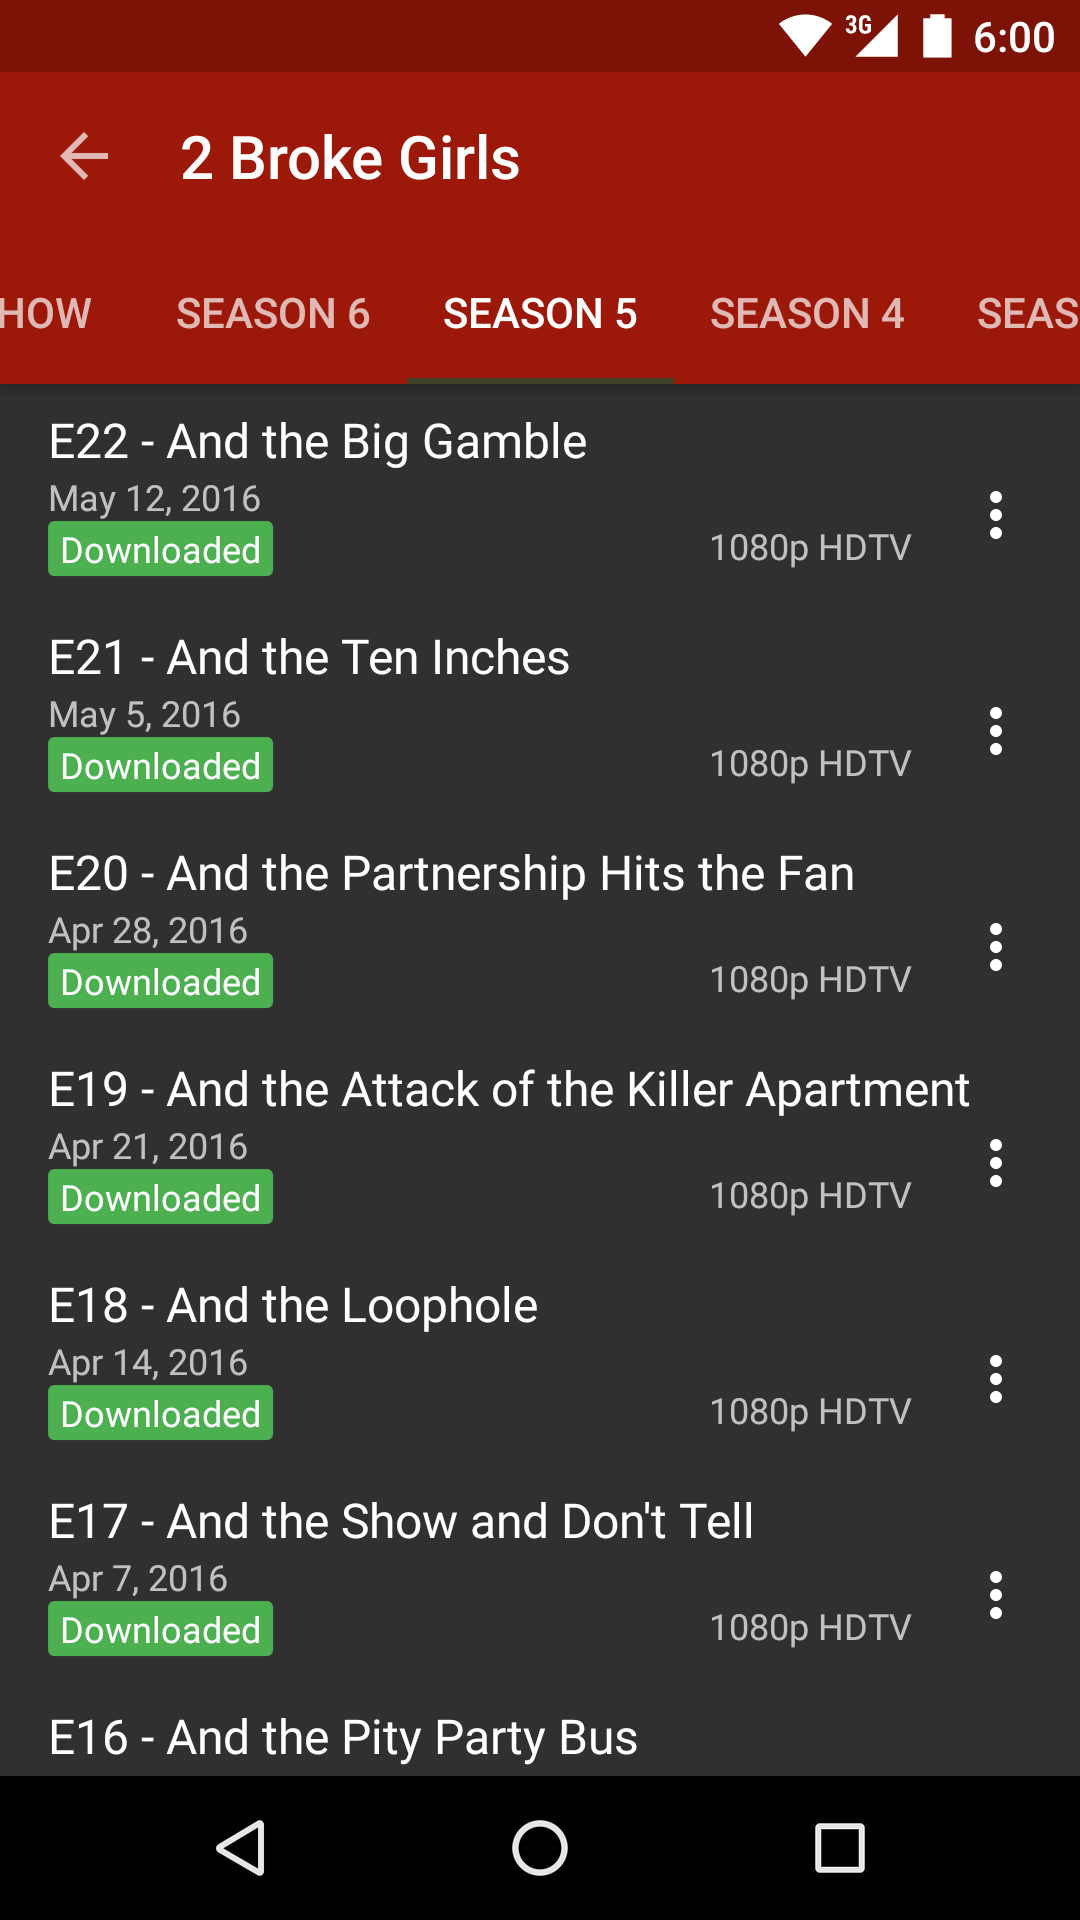 3G 6:00
2 Broke Girls
HOW SEASON 6 SEASON 5 SEASON 4 SEAS
E22 - And the Big Gamble
May 12, 2016
Downloaded 1080p HDTV
E21 - And the Ten Inches
May 5, 2016
Downloaded 1080p HDTV
E20 - And the Partnership Hits the Fan
Apr 28, 2016
Downloaded 1080p HDTV
E19 - And the Attack of the Killer Apartment
Apr 21, 2016
Downloaded 1080p HDTV
E18 - And the Loophole
Apr 14, 2016
Downloaded 1080p HDTV
E17 - And the Show and Don't Tell
Apr 7, 2016
Downloaded 1080p HDTV
E16 - And the Pity Party Bus